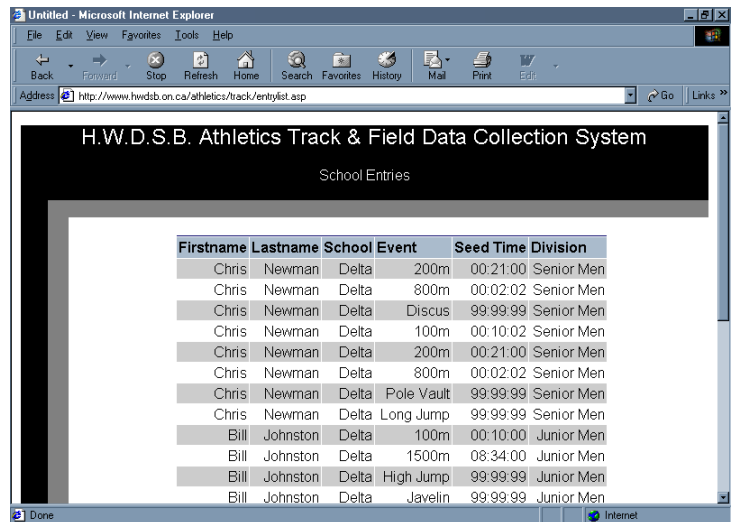 Untitled - Microsoft Internet Explorer
File Edit View Favorites Tools Help
Back Forward Stop Refresh Home Search Favorites History Mail Print Edit
Address http://www.hwdsb.on.ca/athletics/track/entrylist.asp Go Links »
H.W.D.S.B. Athletics Track & Field Data Collection System
School Entries
Firstname Lastname School Event Seed Time Division
Chris Newman Delta 200m 00:21:00 Senior Men
Chris Newman Delta 800m 00:02:02 Senior Men
Chris Newman Delta Discus 99:99:99 Senior Men
Chris Newman Delta 100m 00:10:02 Senior Men
Chris Newman Delta 200m 00:21:00 Senior Men
Chris Newman Delta 800m 00:02:02 Senior Men
Chris Newman Delta Pole Vault 99:99:99 Senior Men
Chris Newman Delta Long Jump 99:99:99 Senior Men
Bill Johnston Delta 100m 00:10:00 Junior Men
Bill Johnston Delta 1500m 08:34:00 Junior Men
Bill Johnston Delta High Jump 99:99:99 Junior Men
Bill Johnston Delta Javelin 99:99:99 Junior Men
Done Internet